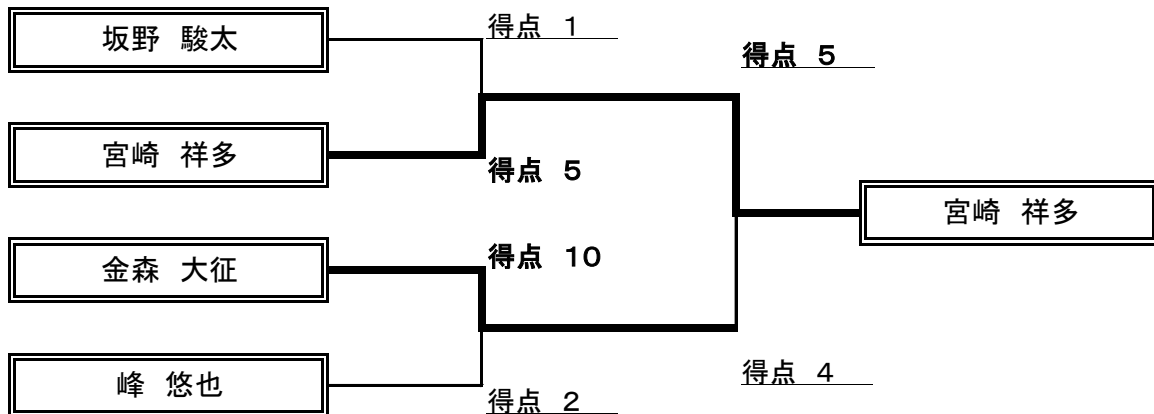 坂野 駿太
得点 1
得点 5
宮崎 祥多
得点 5
宮崎 祥多
金森 大征
得点 10
峰 悠也
得点 2
得点 4